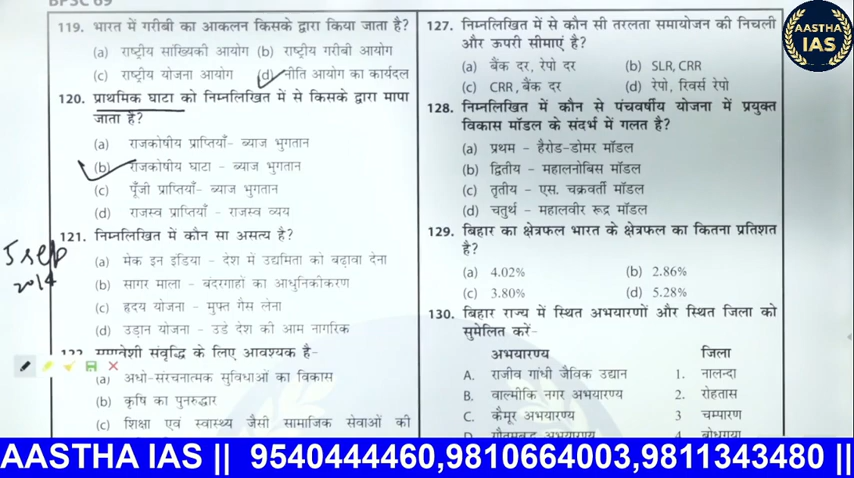 BPSC 69
119. भारत में गरीबी का आकलन किसके द्वारा किया जाता है?
(a) राष्ट्रीय सांख्यिकी आयोग (b) राष्ट्रीय गरीबी आयोग
(c) राष्ट्रीय योजना आयोग (d) नीति आयोग का कार्यदल
120. प्राथमिक घाटा को निम्नलिखित में से किसके द्वारा मापा
जाता है?
(a) राजकोषीय प्राप्तियाँ– ब्याज भुगतान
(b) राजकोषीय घाटा – ब्याज भुगतान
(c) पूँजी प्राप्तियाँ– ब्याज भुगतान
(d) राजस्व प्राप्तियाँ – राजस्व व्यय
5 sep
2014
121. निम्नलिखित में कौन सा असत्य है?
(a) मेक इन इंडिया – देश में उद्यमिता को बढ़ावा देना
(b) सागर माला – बंदरगाहों का आधुनिकीकरण
(c) हृदय योजना – मुफ्त गैस लेना
(d) उड़ान योजना – उडे देश की आम नागरिक
122. समावेशी संवृद्धि के लिए आवश्यक है–
(a) अधो-संरचनात्मक सुविधाओं का विकास
(b) कृषि का पुनरुद्धार
(c) शिक्षा एवं स्वास्थ्य जैसी सामाजिक सेवाओं की
127. निम्नलिखित में से कौन सी तरलता समायोजन की निचली
और ऊपरी सीमाएं है?
(a) बैंक दर, रेपो दर (b) SLR, CRR
(c) CRR, बैंक दर (d) रेपो, रिवर्स रेपो
128. निम्नलिखित में कौन से पंचवर्षीय योजना में प्रयुक्त
विकास मॉडल के संदर्भ में गलत है?
(a) प्रथम – हैरोड-डोमर मॉडल
(b) द्वितीय – महालनोबिस मॉडल
(c) तृतीय – एस. चक्रवर्ती मॉडल
(d) चतुर्थ – महालवीर रूद्र मॉडल
129. बिहार का क्षेत्रफल भारत के क्षेत्रफल का कितना प्रतिशत
है?
(a) 4.02% (b) 2.86%
(c) 3.80% (d) 5.28%
130. बिहार राज्य में स्थित अभयारणों और स्थित जिला को
सुमेलित करें–
अभयारण्य जिला
A. राजीव गांधी जैविक उद्यान 1. नालन्दा
B. वाल्मीकि नगर अभयारण्य 2. रोहतास
C. कैमूर अभयारण्य 3 चम्पारण
D. गौतमबुद्ध अभयारण्य 4. बोधगया
AASTHA
IAS
AASTHA IAS || 9540444460,9810664003,9811343480 ||